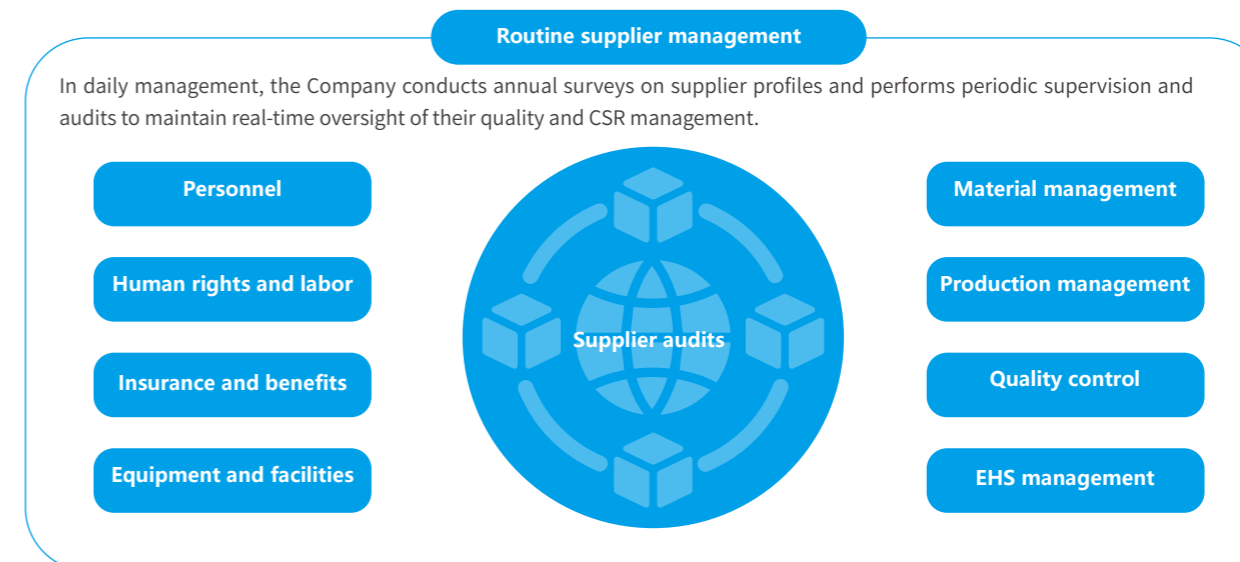 Routine supplier management
In daily management, the Company conducts annual surveys on supplier profiles and performs periodic supervision and
audits to maintain real-time oversight of their quality and CSR management.
Personnel
Human rights and labor
Insurance and benefits
Equipment and facilities
Supplier audits
Material management
Production management
Quality control
EHS management